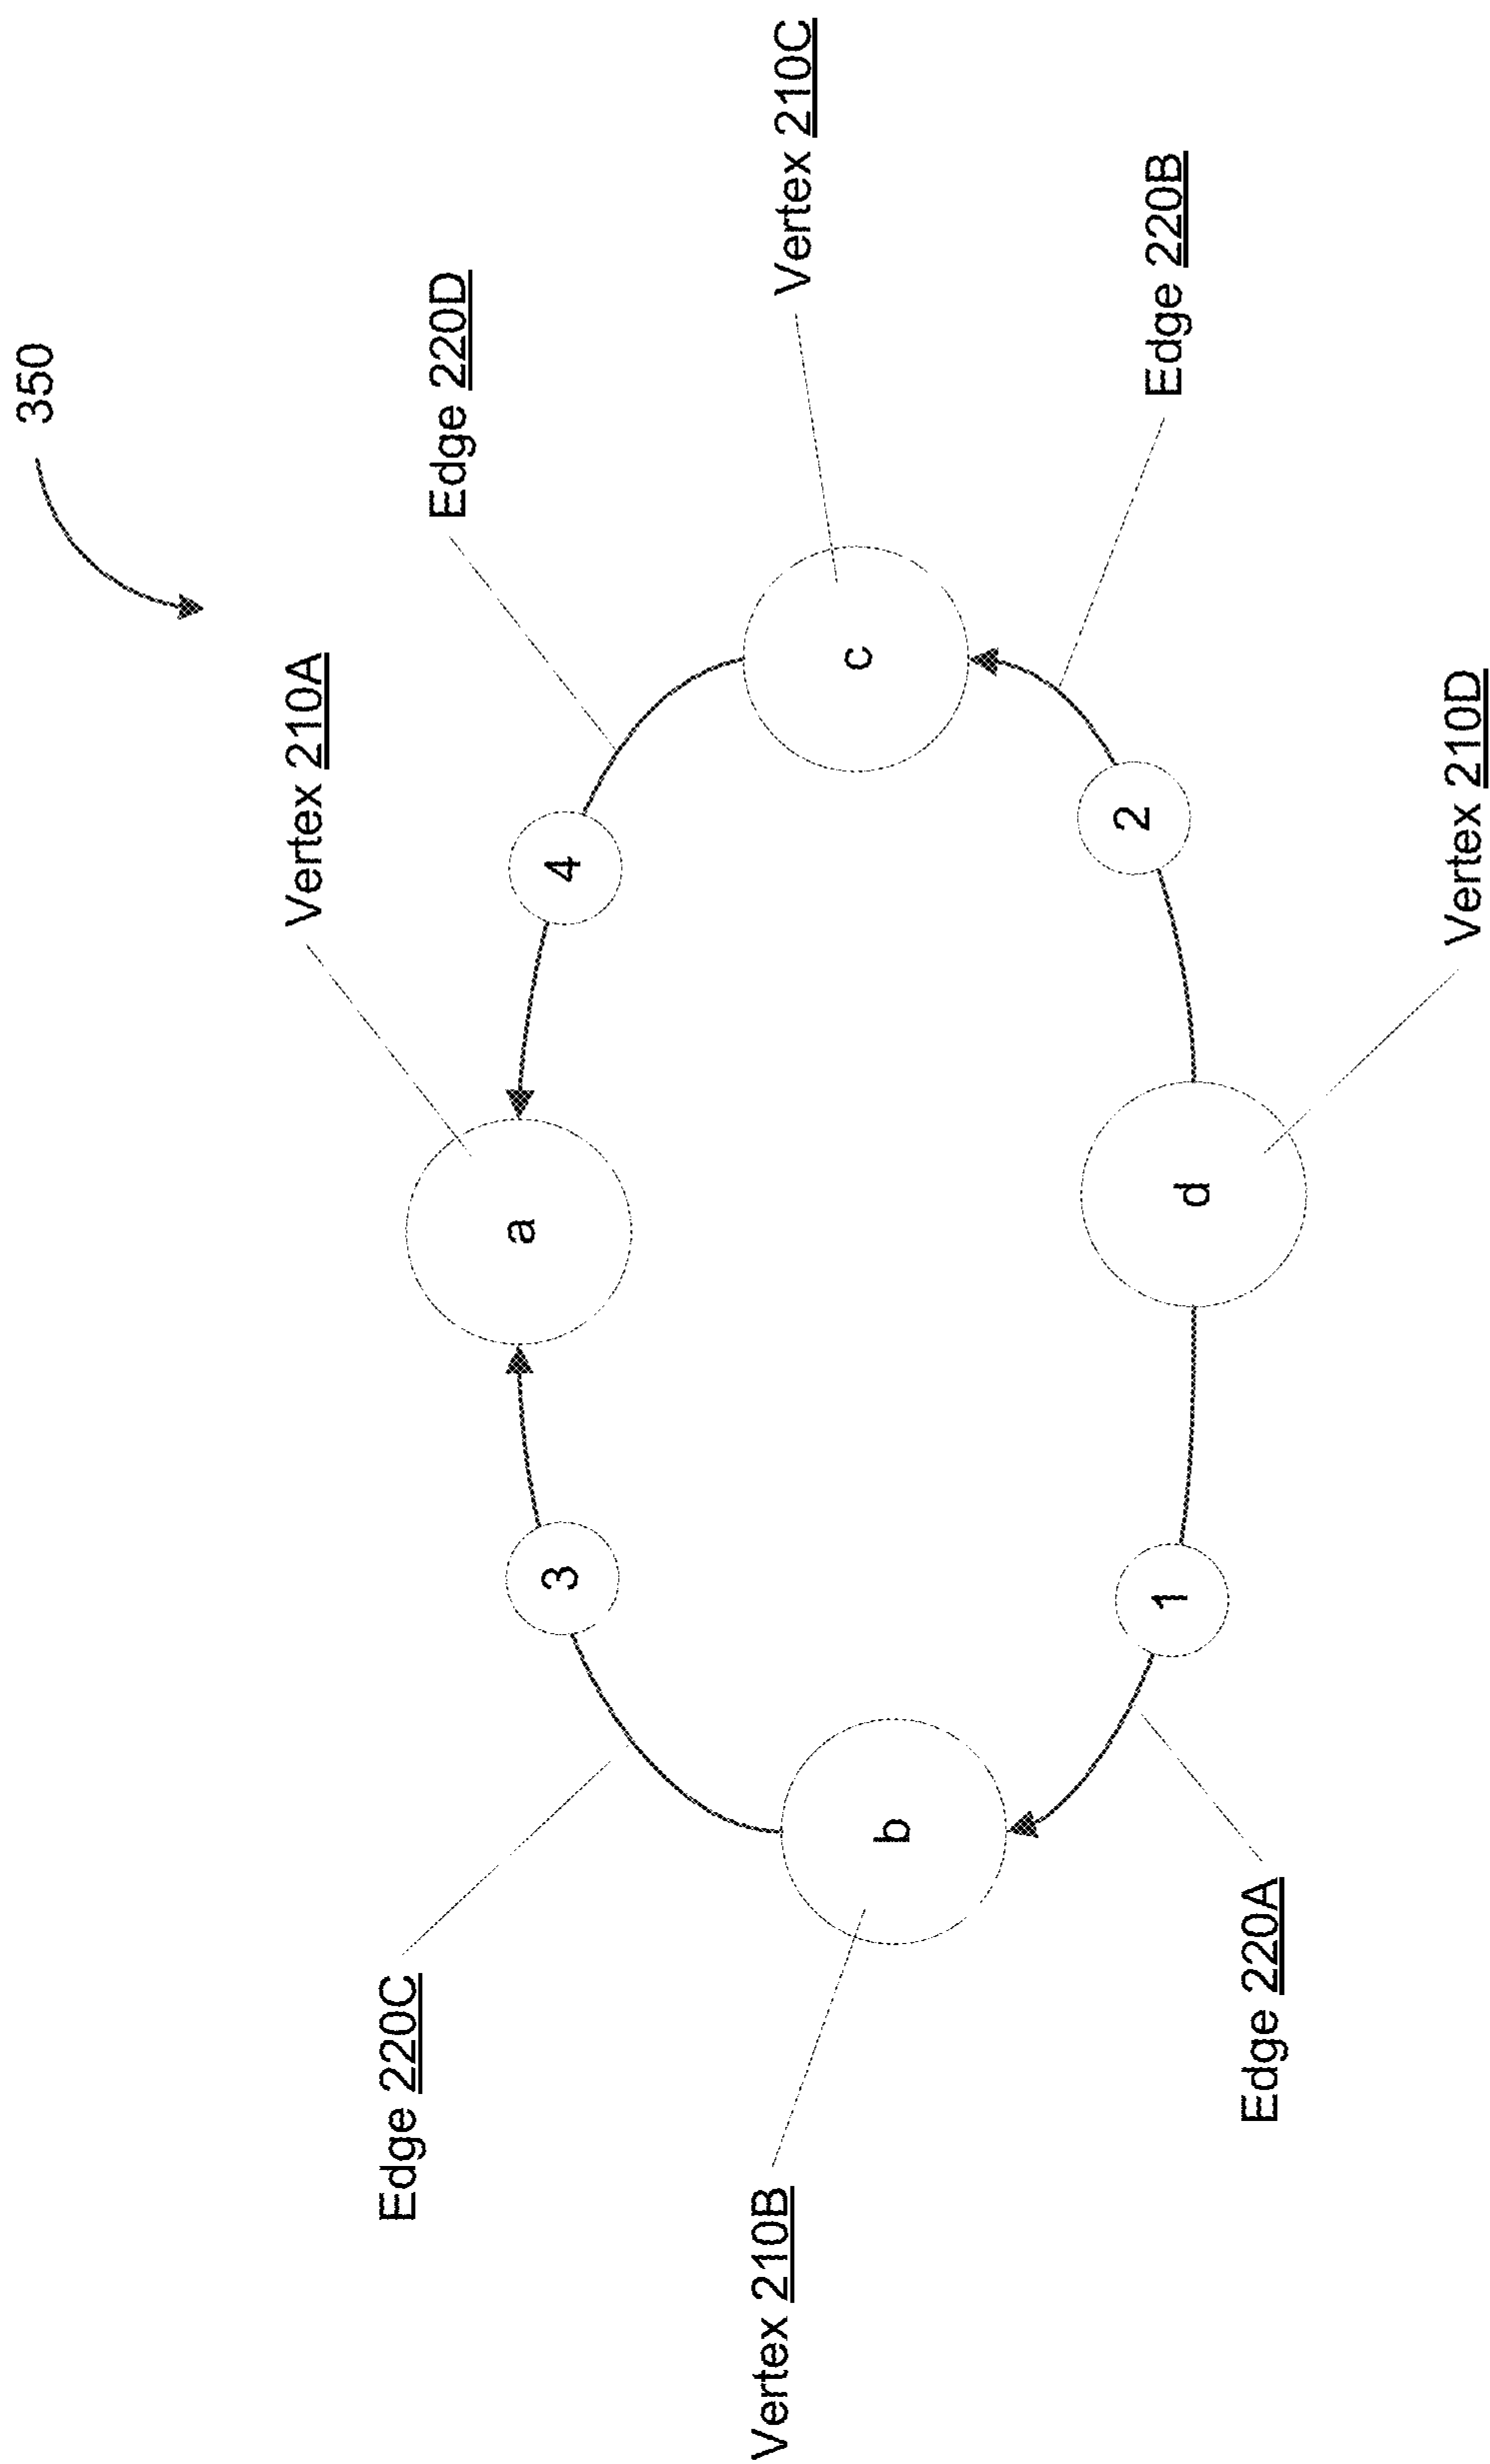 350
Vertex 210A
Edge 220C
Edge 220D
a
3
4
Vertex 210B
Vertex 210C
b
c
1
2
Edge 220B
d
Edge 220A
Vertex 210D